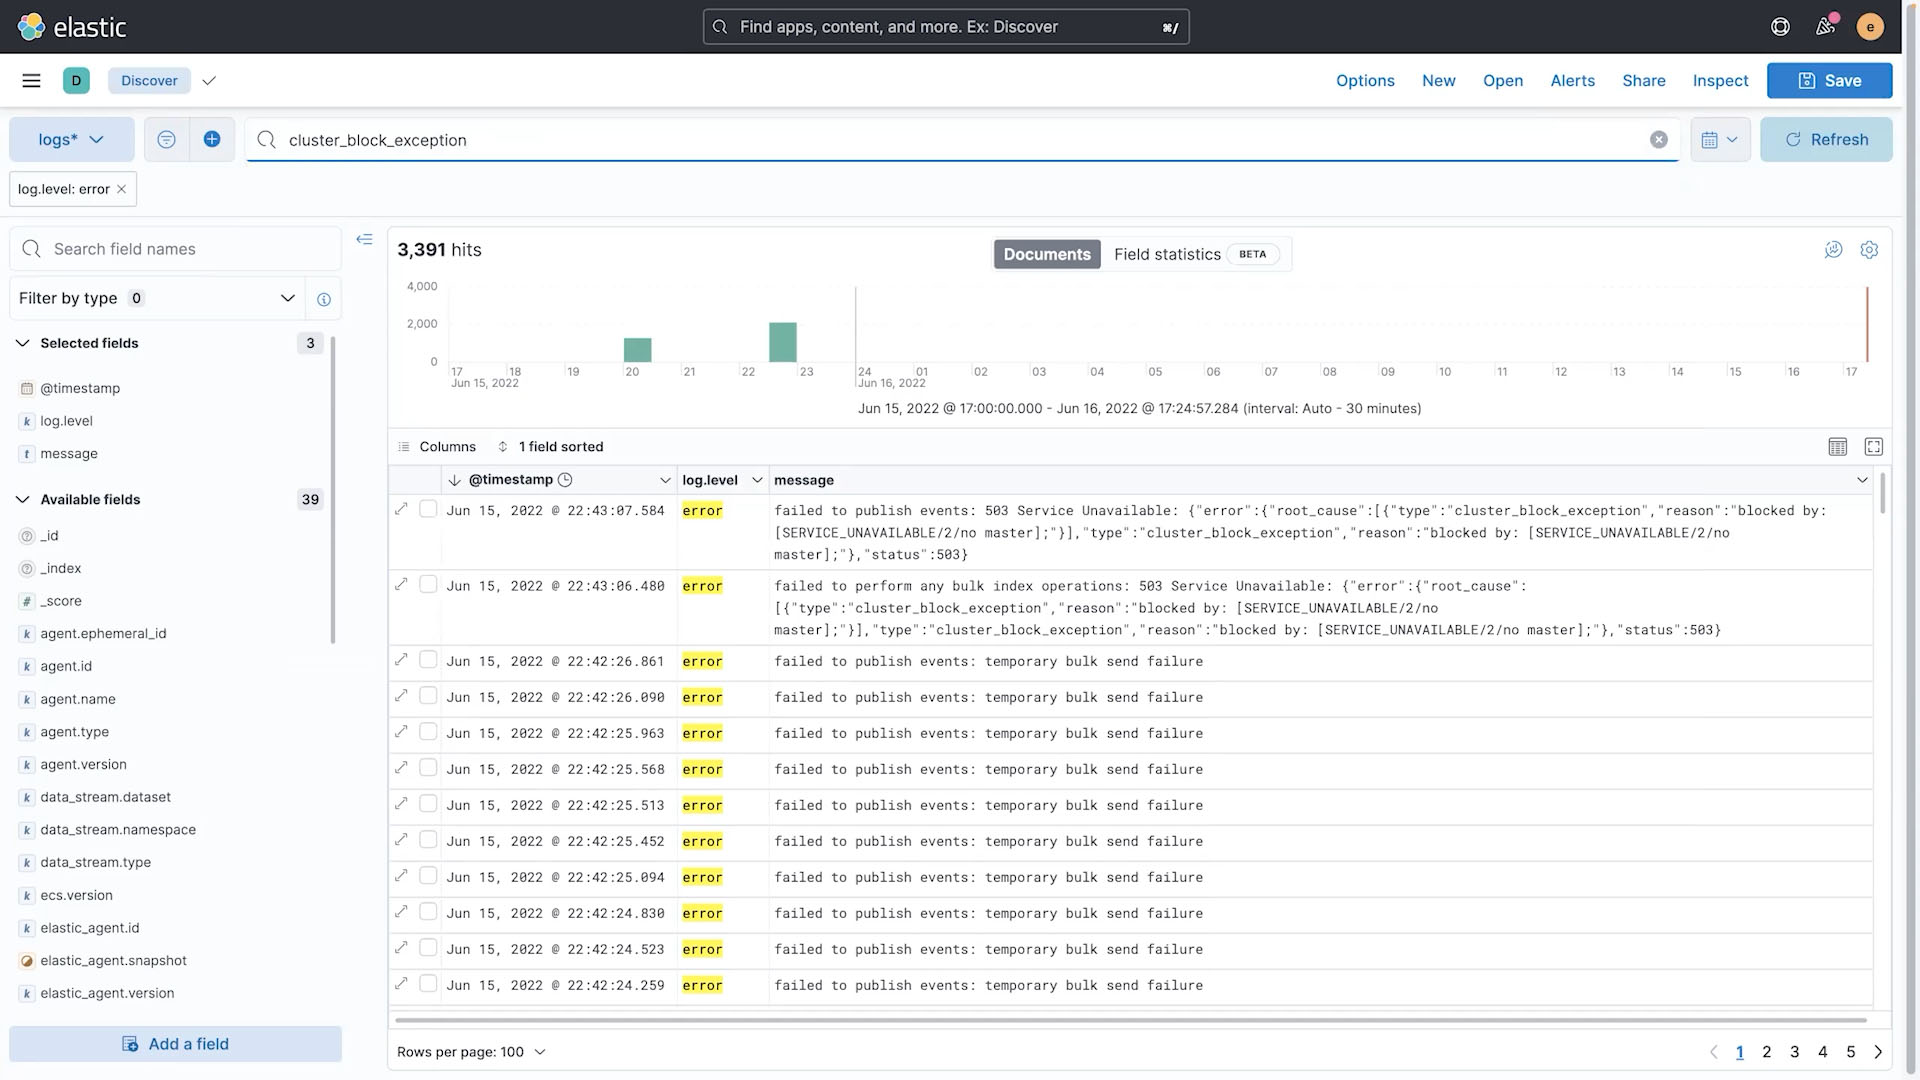 elastic
Find apps, content, and more. Ex: Discover
⌘/
e
D
Discover
Options
New
Open
Alerts
Share
Inspect
Save
logs*
cluster_block_exception
Refresh
log.level: error
Search field names
Filter by type 0
Selected fields
3
@timestamp
k log.level
t message
Available fields
39
_id
_index
# _score
k agent.ephemeral_id
k agent.id
k agent.name
k agent.type
k agent.version
k data_stream.dataset
k data_stream.namespace
k data_stream.type
k ecs.version
k elastic_agent.id
elastic_agent.snapshot
k elastic_agent.version
Add a field
3,391 hits
Documents
Field statistics
BETA
4,000
2,000
0
17 18 19 20 21 22 23 24 01 02 03 04 05 06 07 08 09 10 11 12 13 14 15 16 17
Jun 15, 2022 Jun 16, 2022
Jun 15, 2022 @ 17:00:00.000 - Jun 16, 2022 @ 17:24:57.284 (interval: Auto - 30 minutes)
Columns
1 field sorted
@timestamp
log.level
message
Jun 15, 2022 @ 22:43:07.584 error failed to publish events: 503 Service Unavailable: {"error":{"root_cause":[{"type":"cluster_block_exception","reason":"blocked by:
[SERVICE_UNAVAILABLE/2/no master];"}],"type":"cluster_block_exception","reason":"blocked by: [SERVICE_UNAVAILABLE/2/no
master];"},"status":503}
Jun 15, 2022 @ 22:43:06.480 error failed to perform any bulk index operations: 503 Service Unavailable: {"error":{"root_cause":
[{"type":"cluster_block_exception","reason":"blocked by: [SERVICE_UNAVAILABLE/2/no
master];"}],"type":"cluster_block_exception","reason":"blocked by: [SERVICE_UNAVAILABLE/2/no master];"},"status":503}
Jun 15, 2022 @ 22:42:26.861 error failed to publish events: temporary bulk send failure
Jun 15, 2022 @ 22:42:26.090 error failed to publish events: temporary bulk send failure
Jun 15, 2022 @ 22:42:25.963 error failed to publish events: temporary bulk send failure
Jun 15, 2022 @ 22:42:25.568 error failed to publish events: temporary bulk send failure
Jun 15, 2022 @ 22:42:25.513 error failed to publish events: temporary bulk send failure
Jun 15, 2022 @ 22:42:25.452 error failed to publish events: temporary bulk send failure
Jun 15, 2022 @ 22:42:25.094 error failed to publish events: temporary bulk send failure
Jun 15, 2022 @ 22:42:24.830 error failed to publish events: temporary bulk send failure
Jun 15, 2022 @ 22:42:24.523 error failed to publish events: temporary bulk send failure
Jun 15, 2022 @ 22:42:24.259 error failed to publish events: temporary bulk send failure
Rows per page: 100
1 2 3 4 5